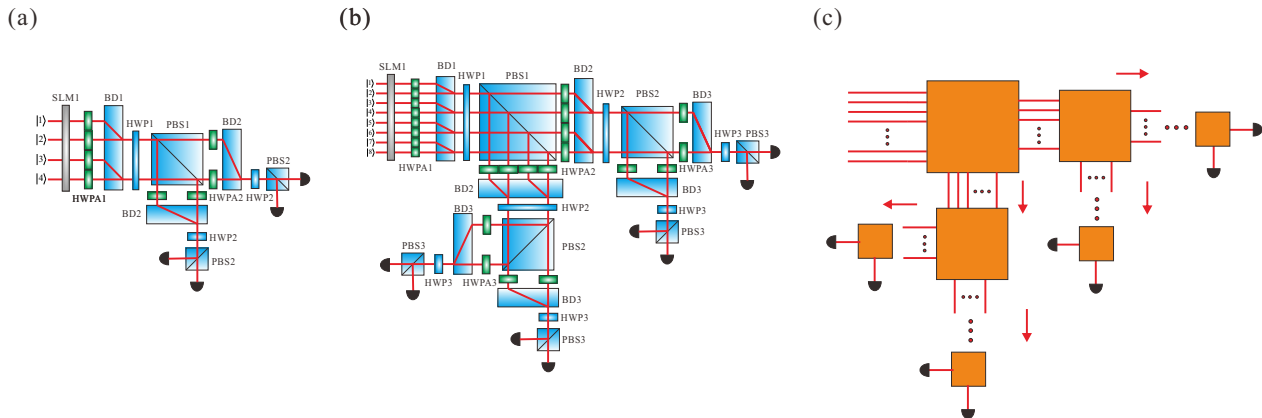 (a)
SLM1
BD1
HWP1
PBS1
BD2
PBS2
|1⟩
|2⟩
|3⟩
|4⟩
HWPA1
HWPA2
HWP2
BD2
HWP2
PBS2
(b)
SLM1
BD1
HWP1
PBS1
BD2
HWP2
PBS2
BD3
HWP3
PBS3
|1⟩
|2⟩
|3⟩
|4⟩
|5⟩
|6⟩
|7⟩
|8⟩
HWPA1
HWPA2
HWPA3
BD2
HWP2
BD3
HWP3
PBS3
BD3
PBS3
PBS2
HWP3
HWPA3
BD3
HWP3
PBS3
(c)